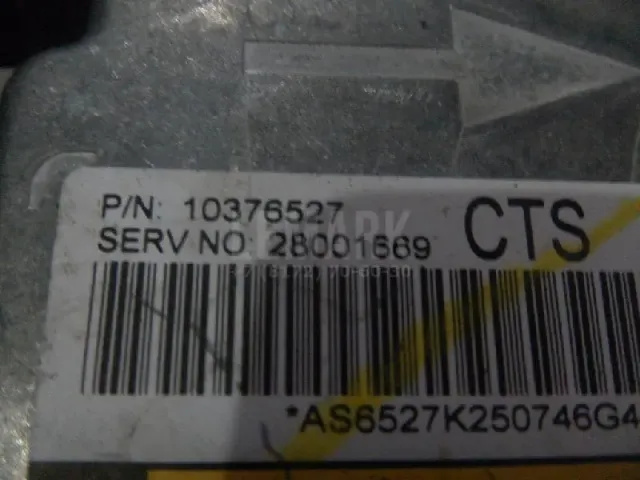 P/N: 10376527
SERV NO: 28001669
CTS
*AS6527K250746G4